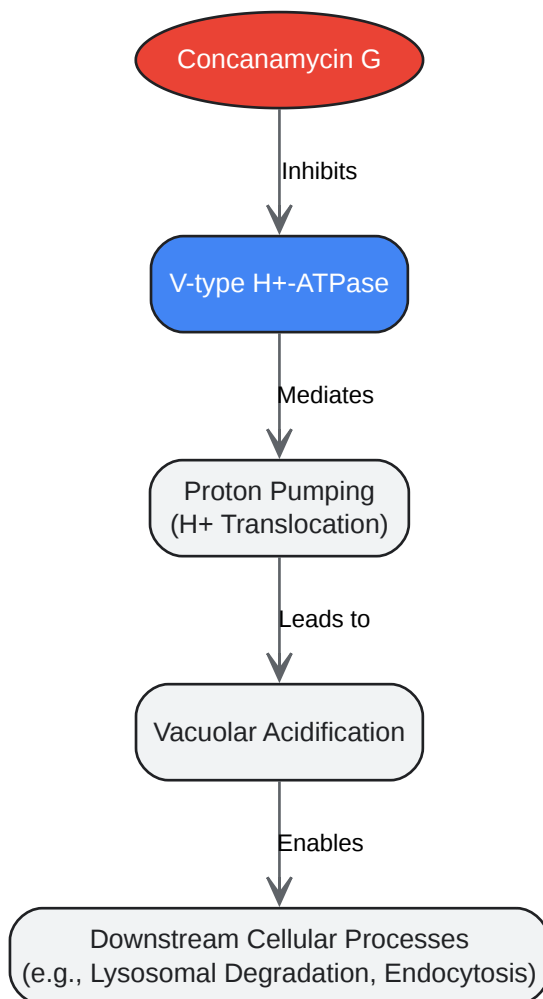 Concanamycin G
Inhibits
V-type H+-ATPase
Mediates
Proton Pumping
(H+ Translocation)
Leads to
Vacuolar Acidification
Enables
Downstream Cellular Processes
(e.g., Lysosomal Degradation, Endocytosis)